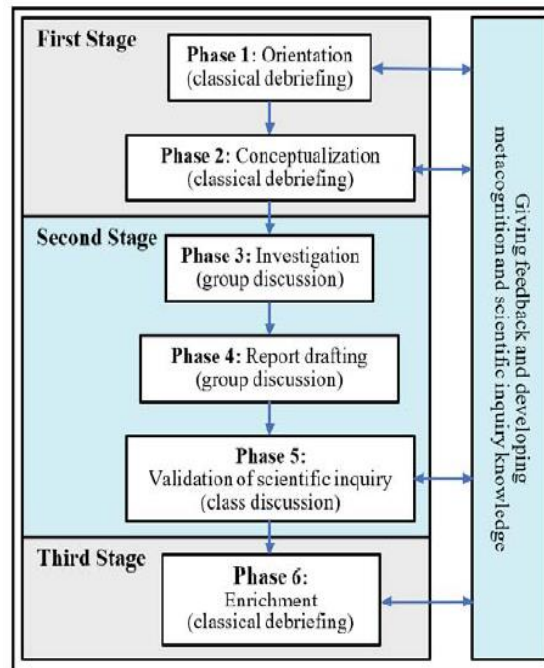 First Stage
Phase 1: Orientation
(classical debriefing)
Phase 2: Conceptualization
(classical debriefing)
Second Stage
Phase 3: Investigation
(group discussion)
Phase 4: Report drafting
(group discussion)
Phase 5:
Validation of scientific inquiry
(class discussion)
Third Stage
Phase 6:
Enrichment
(classical debriefing)
Giving feedback and developing
metacognition and scientific inquiry knowledge